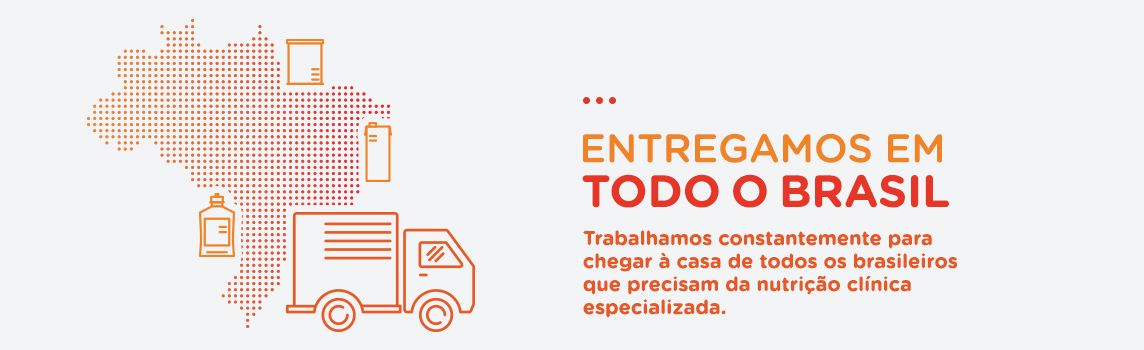 ENTREGAMOS EM
TODO O BRASIL
Trabalhamos constantemente para
chegar à casa de todos os brasileiros
que precisam da nutrição clínica
especializada.